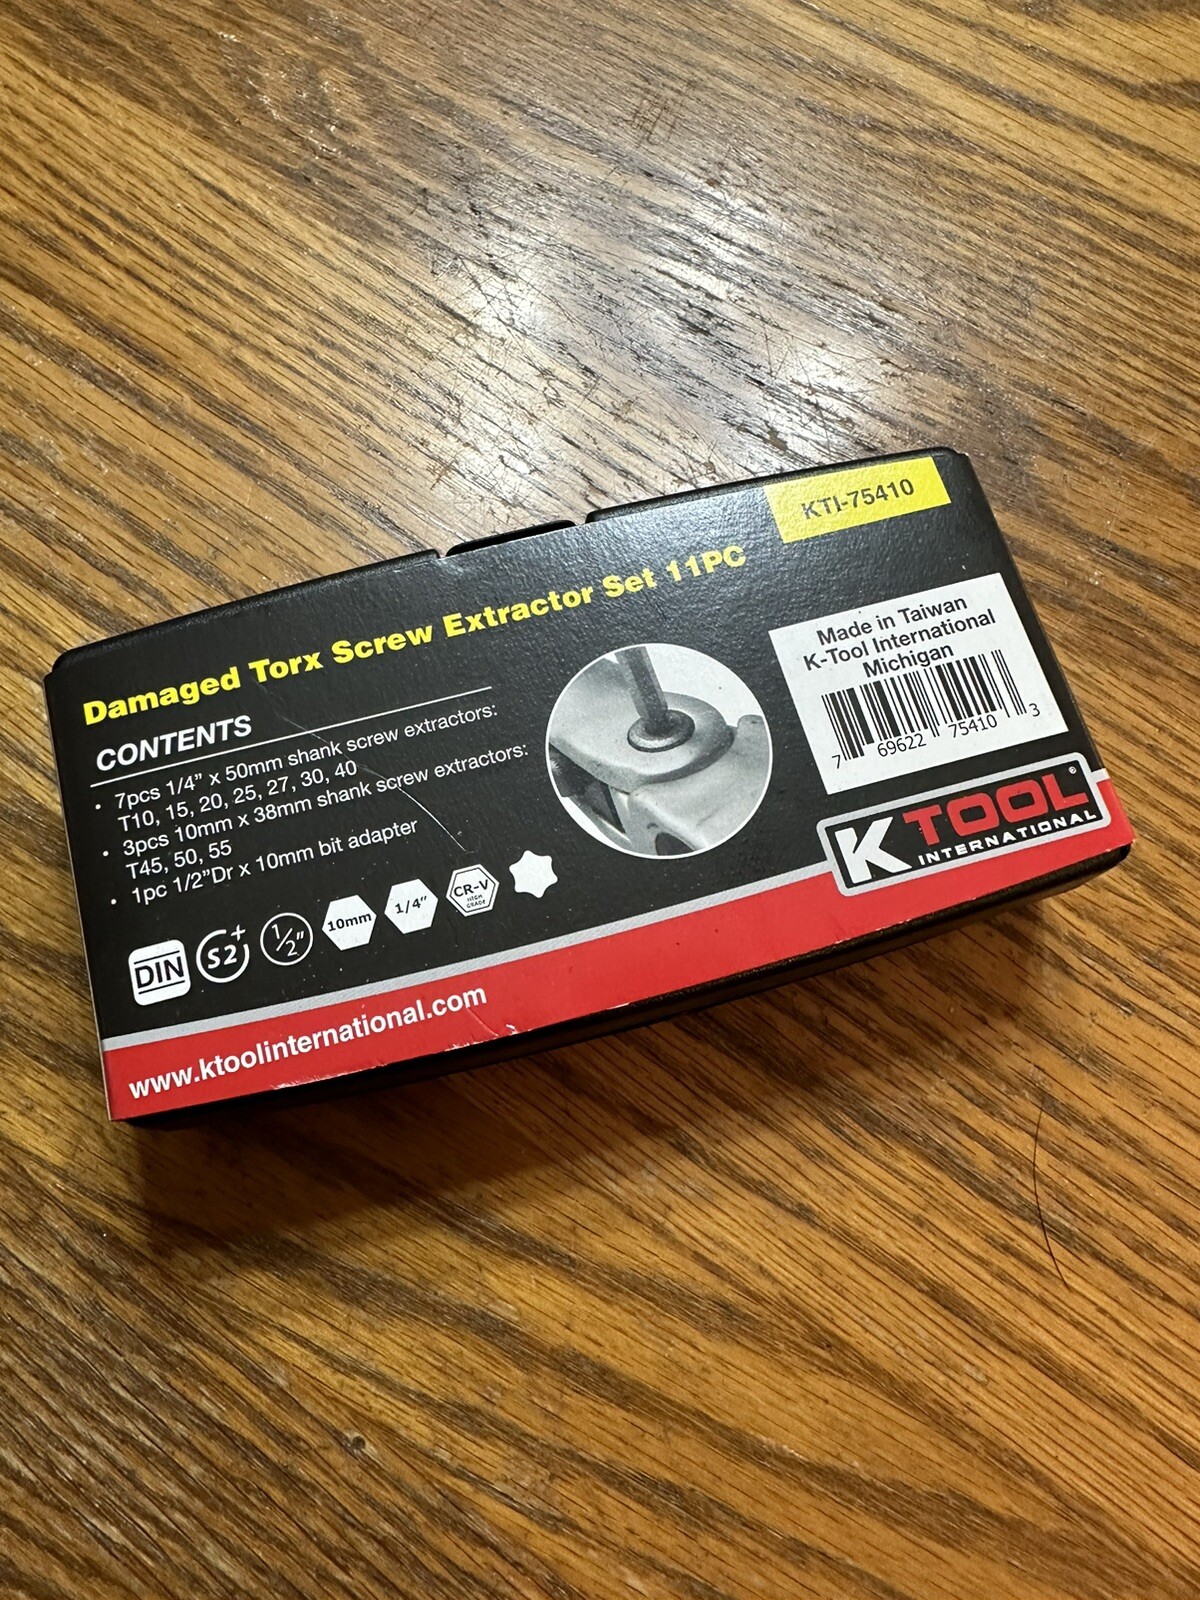 KTI-75410
Damaged Torx Screw Extractor Set 11PC
CONTENTS
• 7pcs 1/4” x 50mm shank screw extractors:
T10, 15, 20, 25, 27, 30, 40
• 3pcs 10mm x 38mm shank screw extractors:
T45, 50, 55
• 1pc 1/2”Dr x 10mm bit adapter
Made in Taiwan
K-Tool International
Michigan
7 69622 75410 3
DIN
S2+
1/2”
10mm
1/4”
CR-V
HIGH
GRADE
K TOOL®
INTERNATIONAL
www.ktoolinternational.com